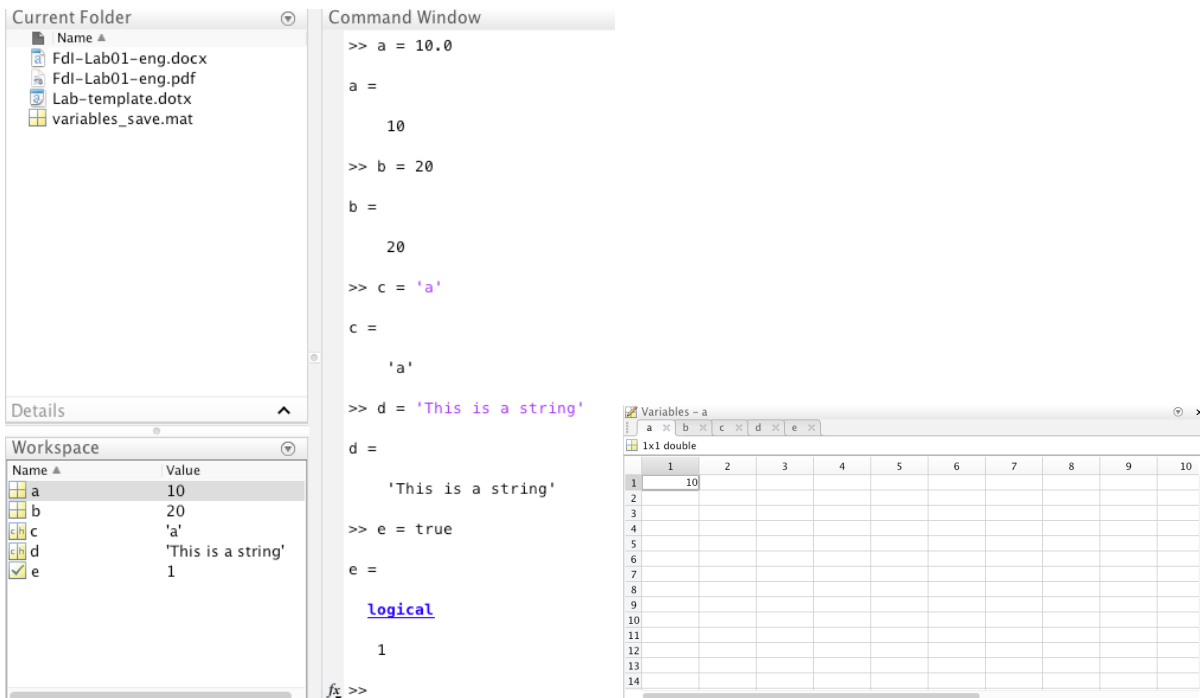 Current Folder
Name
FdI-Lab01-eng.docx
FdI-Lab01-eng.pdf
Lab-template.dotx
variables_save.mat
Details
Workspace
Name Value
a 10
b 20
c 'a'
d 'This is a string'
e 1
Command Window
>> a = 10.0
a =
10
>> b = 20
b =
20
>> c = 'a'
c =
'a'
>> d = 'This is a string'
d =
'This is a string'
>> e = true
e =
logical
1
fx >>
Variables - a
a b c d e
1x1 double
1 2 3 4 5 6 7 8 9 10
1 10
2
3
4
5
6
7
8
9
10
11
12
13
14